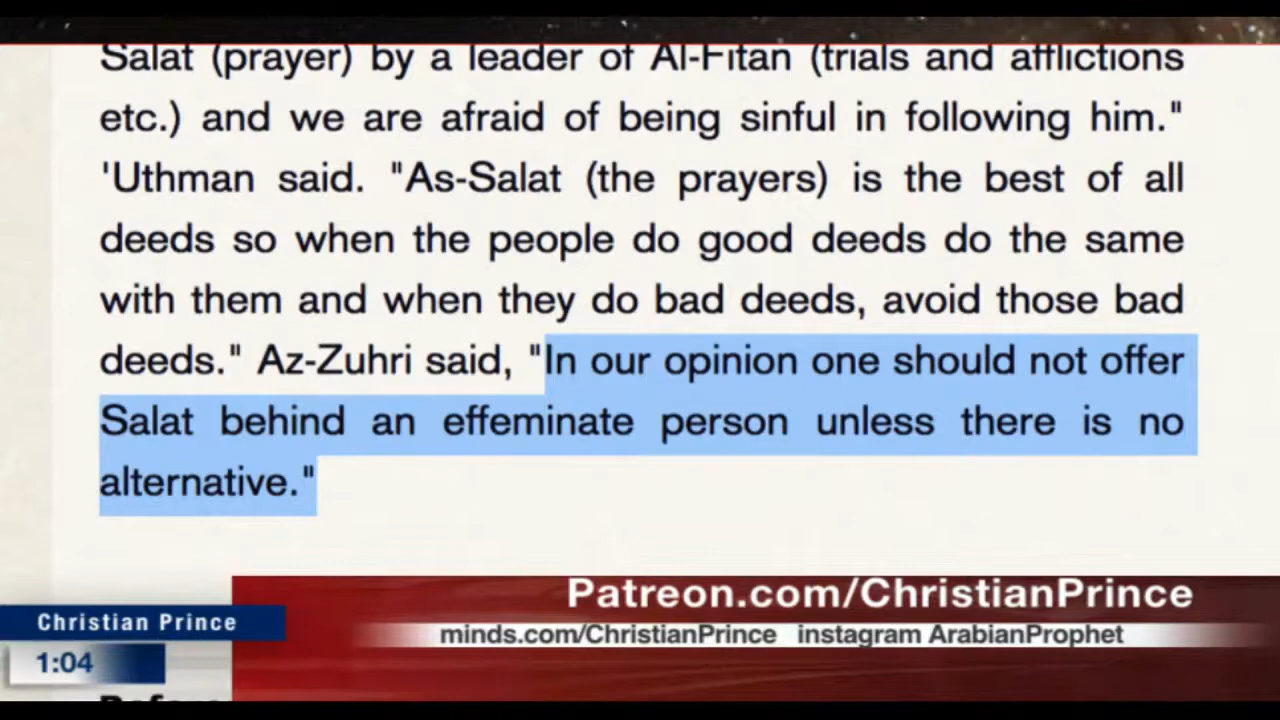 Salat (prayer) by a leader of Al-Fitan (trials and afflictions
etc.) and we are afraid of being sinful in following him."
'Uthman said. "As-Salat (the prayers) is the best of all
deeds so when the people do good deeds do the same
with them and when they do bad deeds, avoid those bad
deeds." Az-Zuhri said, "In our opinion one should not offer
Salat behind an effeminate person unless there is no
alternative."
Patreon.com/ChristianPrince
Christian Prince
minds.com/ChristianPrince instagram ArabianProphet
1:04